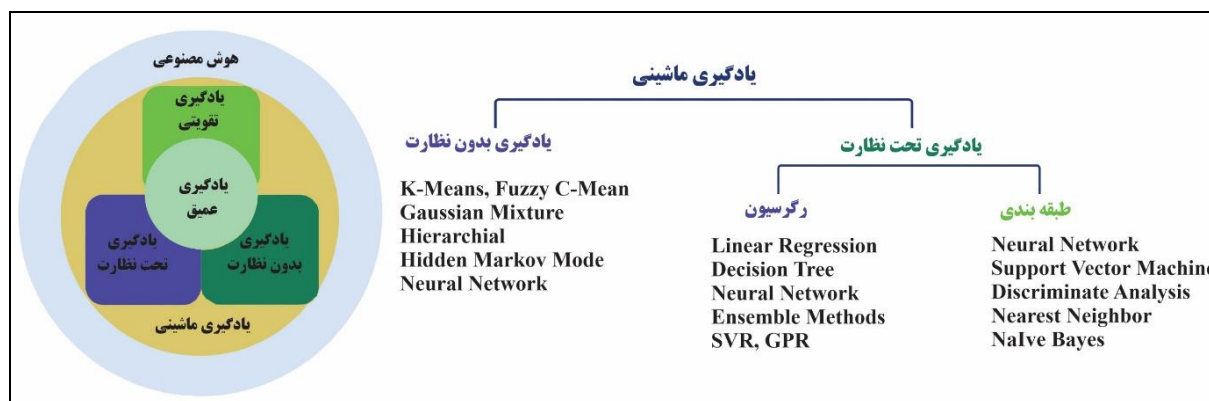 هوش مصنوعی
یادگیری
تقویتی
یادگیری
عمیق
یادگیری
تحت نظارت
یادگیری
بدون نظارت
یادگیری ماشینی
یادگیری ماشینی
یادگیری بدون نظارت
K-Means, Fuzzy C-Mean
Gaussian Mixture
Hierarchial
Hidden Markov Mode
Neural Network
یادگیری تحت نظارت
رگرسیون
Linear Regression
Decision Tree
Neural Network
Ensemble Methods
SVR, GPR
طبقه بندی
Neural Network
Support Vector Machine
Discriminate Analysis
Nearest Neighbor
NaIve Bayes